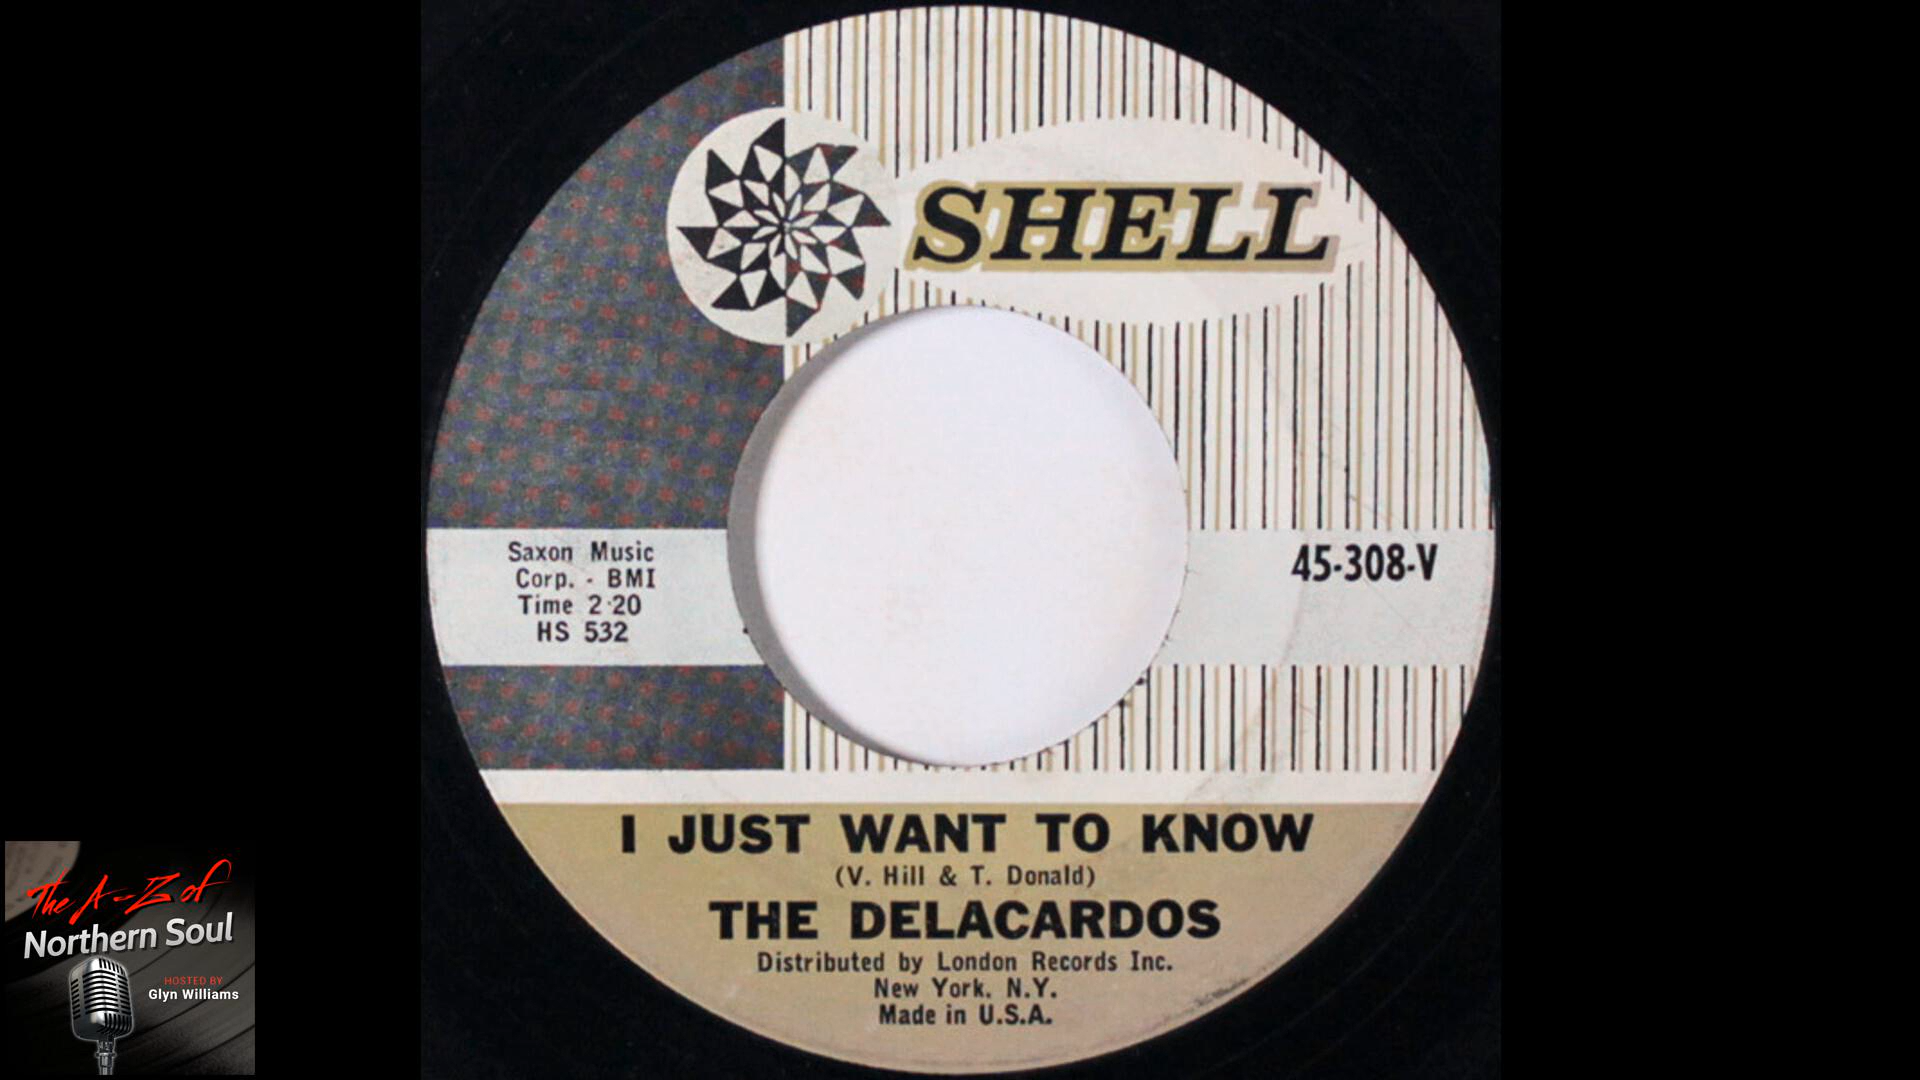 SHELL
Saxon Music
Corp. - BMI
Time 2:20
HS 532
45-308-V
I JUST WANT TO KNOW
(V. Hill & T. Donald)
THE DELACARDOS
Distributed by London Records Inc.
New York, N.Y.
Made in U.S.A.
The A-Z of
Northern Soul
HOSTED BY
Glyn Williams